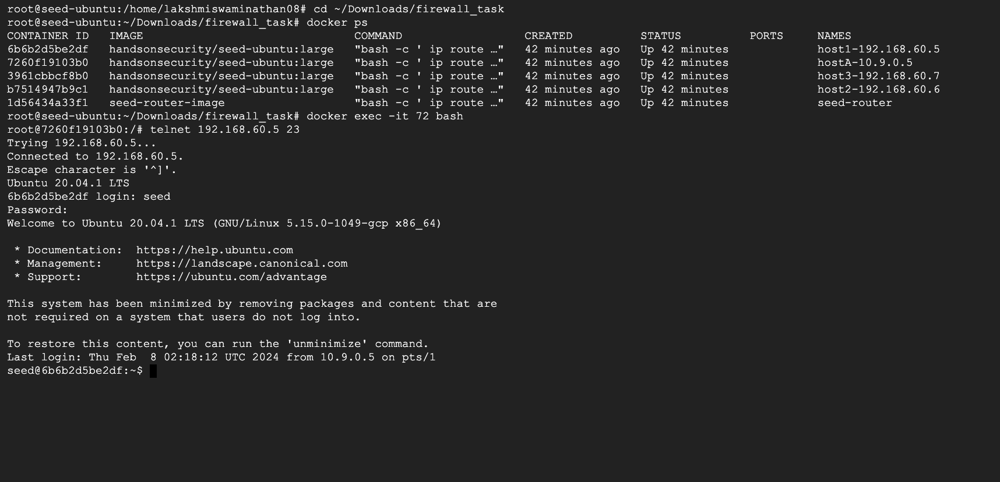 root@seed-ubuntu:/home/lakshmiswaminathan08# cd ~/Downloads/firewall_task
root@seed-ubuntu:~/Downloads/firewall_task# docker ps
CONTAINER ID   IMAGE                               COMMAND                  CREATED          STATUS          PORTS     NAMES
6b6b2d5be2df   handsonsecurity/seed-ubuntu:large   "bash -c ' ip route …"   42 minutes ago   Up 42 minutes             host1-192.168.60.5
7260f19103b0   handsonsecurity/seed-ubuntu:large   "bash -c ' ip route …"   42 minutes ago   Up 42 minutes             hostA-10.9.0.5
3961cbbcf8b0   handsonsecurity/seed-ubuntu:large   "bash -c ' ip route …"   42 minutes ago   Up 42 minutes             host3-192.168.60.7
b7514947b9c1   handsonsecurity/seed-ubuntu:large   "bash -c ' ip route …"   42 minutes ago   Up 42 minutes             host2-192.168.60.6
1d56434a33f1   seed-router-image                   "bash -c ' ip route …"   42 minutes ago   Up 42 minutes             seed-router
root@seed-ubuntu:~/Downloads/firewall_task# docker exec -it 72 bash
root@7260f19103b0:/# telnet 192.168.60.5 23
Trying 192.168.60.5...
Connected to 192.168.60.5.
Escape character is '^]'.
Ubuntu 20.04.1 LTS
6b6b2d5be2df login: seed
Password:
Welcome to Ubuntu 20.04.1 LTS (GNU/Linux 5.15.0-1049-gcp x86_64)

 * Documentation:  https://help.ubuntu.com
 * Management:     https://landscape.canonical.com
 * Support:        https://ubuntu.com/advantage

This system has been minimized by removing packages and content that are
not required on a system that users do not log into.

To restore this content, you can run the 'unminimize' command.
Last login: Thu Feb  8 02:18:12 UTC 2024 from 10.9.0.5 on pts/1
seed@6b6b2d5be2df:~$